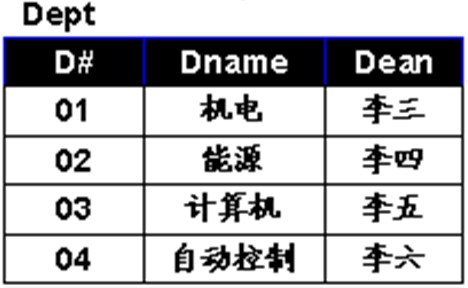 Dept
D# Dname Dean
01 机电 李三
02 能源 李四
03 计算机 李五
04 自动控制 李六